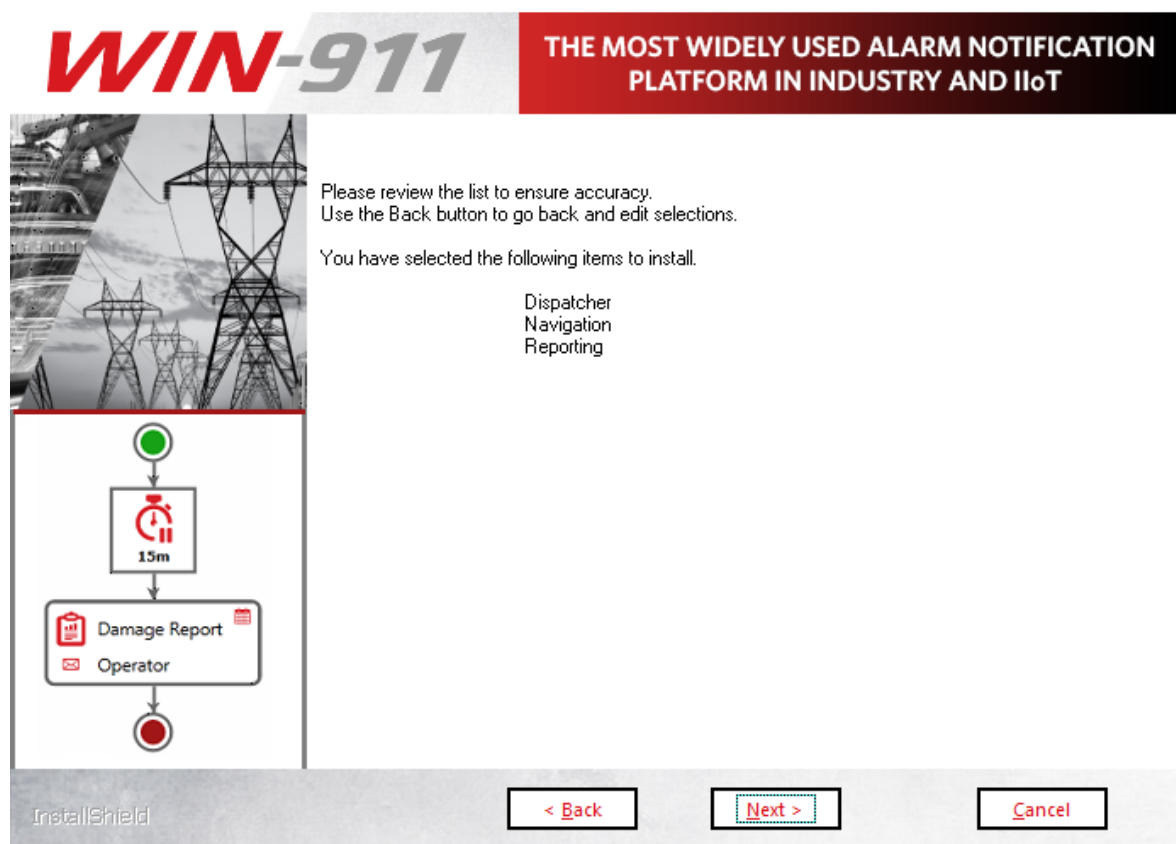 WIN-911
THE MOST WIDELY USED ALARM NOTIFICATION
PLATFORM IN INDUSTRY AND IIoT
Please review the list to ensure accuracy.
Use the Back button to go back and edit selections.
You have selected the following items to install.
Dispatcher
Navigation
Reporting
15m
Damage Report
Operator
InstallShield
< Back
Next >
Cancel